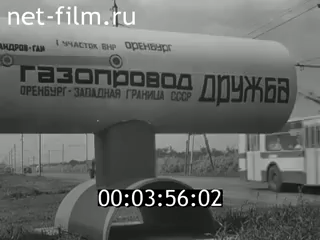 net-film.ru
АНДРОВ-ГАЙ I УЧАСТОК ВНР ОРЕНБУРГ
ГАЗОПРОВОД ДРУЖБА
ОРЕНБУРГ-ЗАПАДНАЯ ГРАНИЦА СССР
00:03:56:02